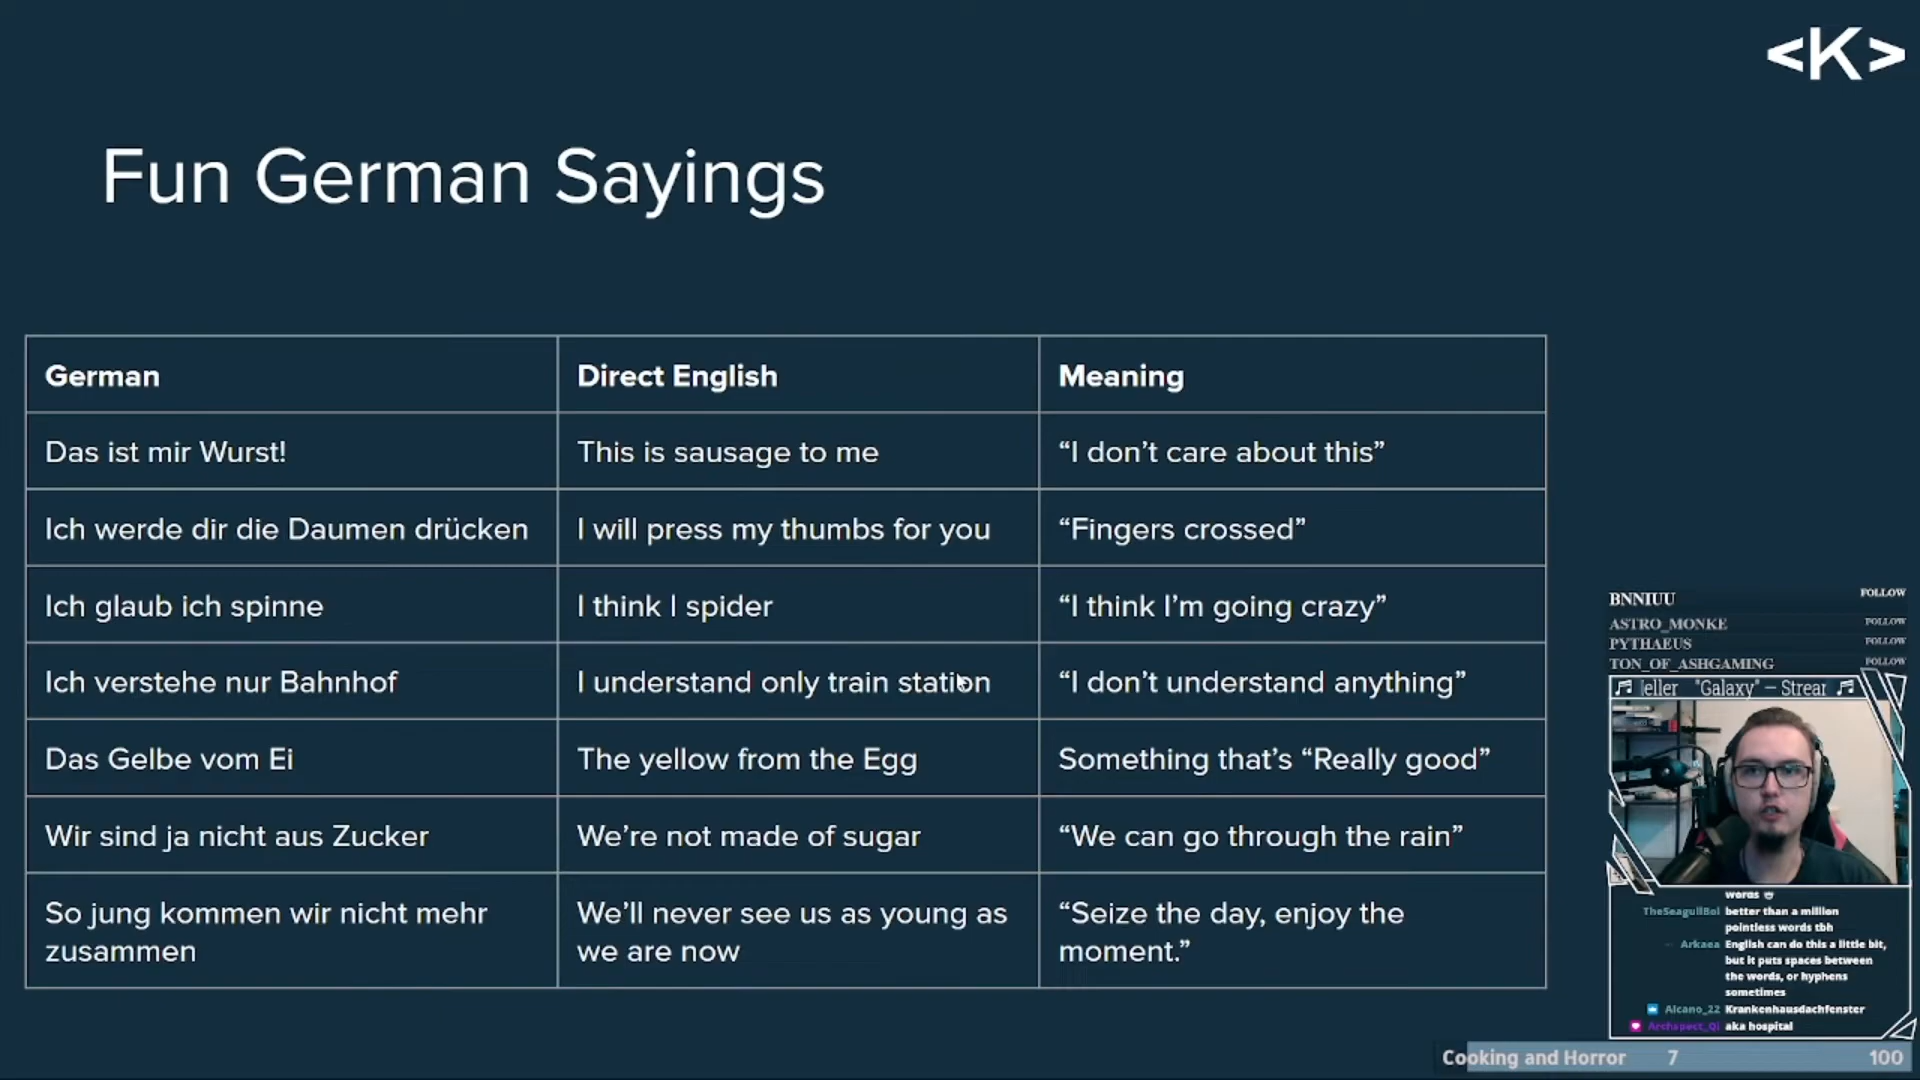 <K>
Fun German Sayings
German Direct English Meaning
Das ist mir Wurst! This is sausage to me “I don’t care about this”
Ich werde dir die Daumen drücken I will press my thumbs for you “Fingers crossed”
Ich glaub ich spinne I think I spider “I think I’m going crazy”
Ich verstehe nur Bahnhof I understand only train station “I don’t understand anything”
Das Gelbe vom Ei The yellow from the Egg Something that’s “Really good”
Wir sind ja nicht aus Zucker We’re not made of sugar “We can go through the rain”
So jung kommen wir nicht mehr
zusammen
We’ll never see us as young as
we are now
“Seize the day, enjoy the
moment.”
BNNIUU FOLLOW
ASTRO_MONKE FOLLOW
PYTHAEUS FOLLOW
TON_OF_ASHGAMING FOLLOW
eller "Galaxy" – Strear
words
TheSeagullBoi better than a million
pointless words tbh
Arkaea English can do this a little bit,
but it puts spaces between
the words, or hyphens
sometimes
Alcano_22 Krankenhausdachfenster
Archspect_Qi aka hospital
Cooking and Horror 7 100